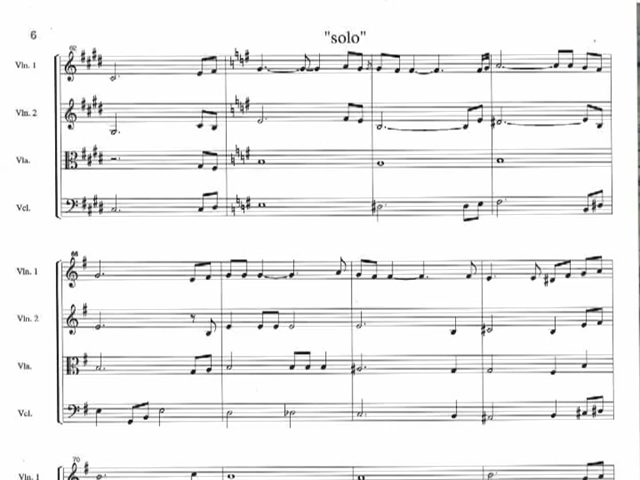 6
"solo"
62
Vln. 1
Vln. 2
Vla.
Vcl.
66
Vln. 1
Vln. 2
Vla.
Vcl.
70
Vln. 1